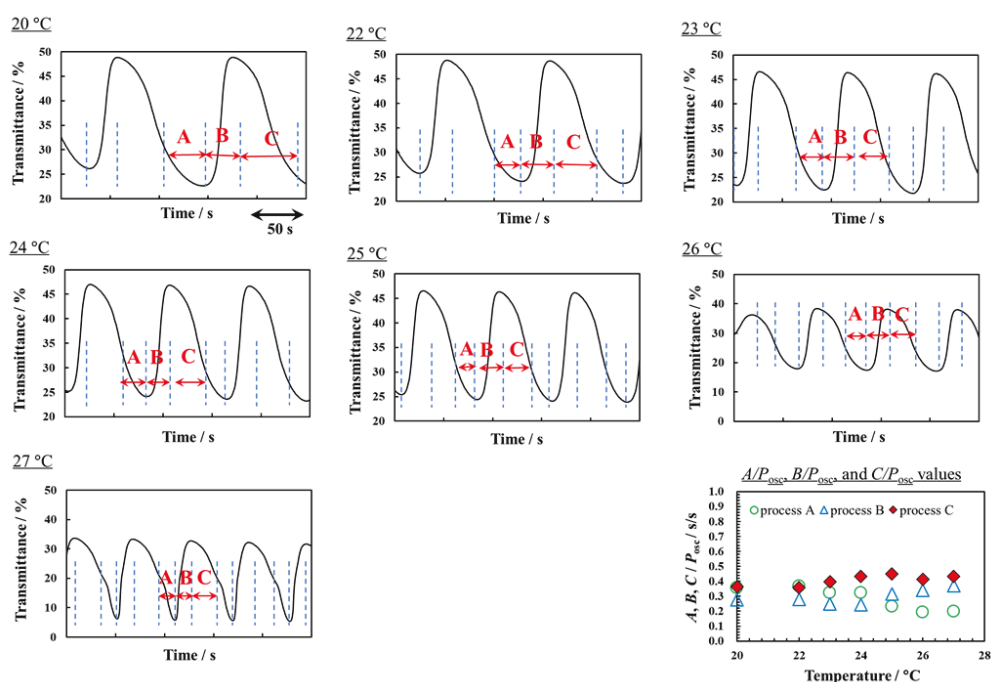 20 °C
50
45
40
35
30
25
20
Transmittance / %
A
B
C
Time / s
50 s
22 °C
50
45
40
35
30
25
20
Transmittance / %
A
B
C
Time / s
23 °C
50
45
40
35
30
25
20
Transmittance / %
A
B
C
Time / s
24 °C
50
45
40
35
30
25
20
Transmittance / %
A
B
C
Time / s
25 °C
50
45
40
35
30
25
20
Transmittance / %
A
B
C
Time / s
26 °C
50
40
30
20
10
0
Transmittance / %
A
B
C
Time / s
27 °C
50
40
30
20
10
0
Transmittance / %
A
B
C
Time / s
A/Posc, B/Posc, and C/Posc values
1.0
0.9
0.8
0.7
0.6
0.5
0.4
0.3
0.2
0.1
0.0
A, B, C / Posc / s/s
process A
process B
process C
20 22 24 26 28
Temperature / °C